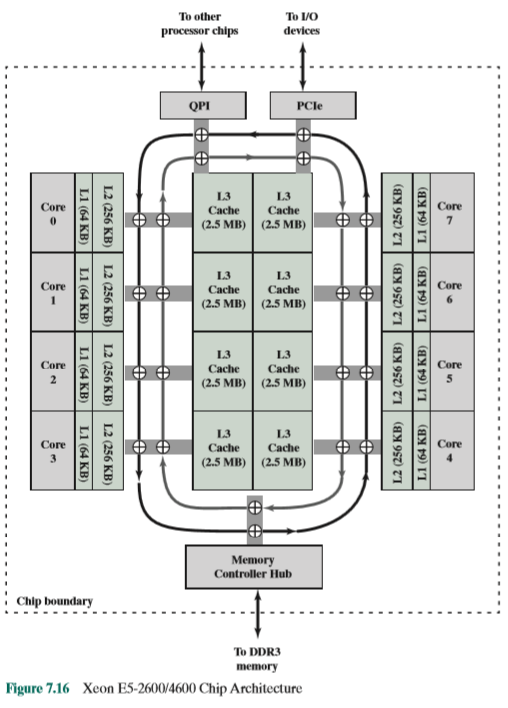 To other
processor chips
To I/O
devices
QPI
PCIe
Core
0
L1 (64 KB)
L2 (256 KB)
L3
Cache
(2.5 MB)
L3
Cache
(2.5 MB)
L2 (256 KB)
L1 (64 KB)
Core
7
Core
1
L1 (64 KB)
L2 (256 KB)
L3
Cache
(2.5 MB)
L3
Cache
(2.5 MB)
L2 (256 KB)
L1 (64 KB)
Core
6
Core
2
L1 (64 KB)
L2 (256 KB)
L3
Cache
(2.5 MB)
L3
Cache
(2.5 MB)
L2 (256 KB)
L1 (64 KB)
Core
5
Core
3
L1 (64 KB)
L2 (256 KB)
L3
Cache
(2.5 MB)
L3
Cache
(2.5 MB)
L2 (256 KB)
L1 (64 KB)
Core
4
Memory
Controller Hub
Chip boundary
To DDR3
memory
Figure 7.16 Xeon E5-2600/4600 Chip Architecture